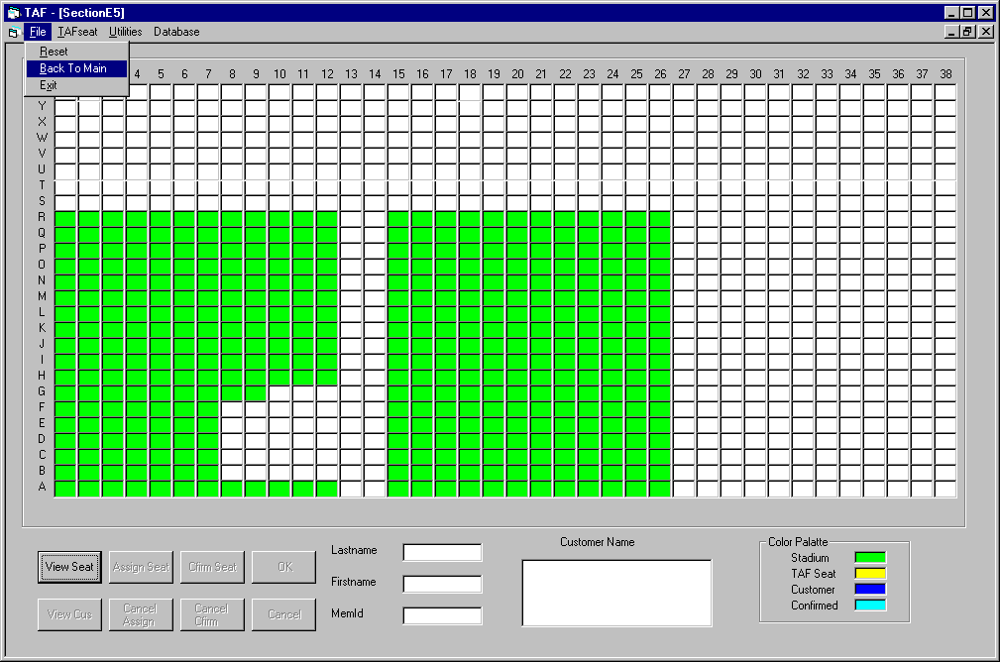 TAF - [SectionE5]
File TAFseat Utilities Database
Reset
Back To Main
Exit
4 5 6 7 8 9 10 11 12 13 14 15 16 17 18 19 20 21 22 23 24 25 26 27 28 29 30 31 32 33 34 35 36 37 38
Y
X
W
V
U
T
S
R
Q
P
O
N
M
L
K
J
I
H
G
F
E
D
C
B
A
View Seat Assign Seat Cfirm Seat OK
View Cus Cancel Assign Cancel Cfirm Cancel
Lastname
Firstname
MemId
Customer Name
Color Palatte
Stadium
TAF Seat
Customer
Confirmed